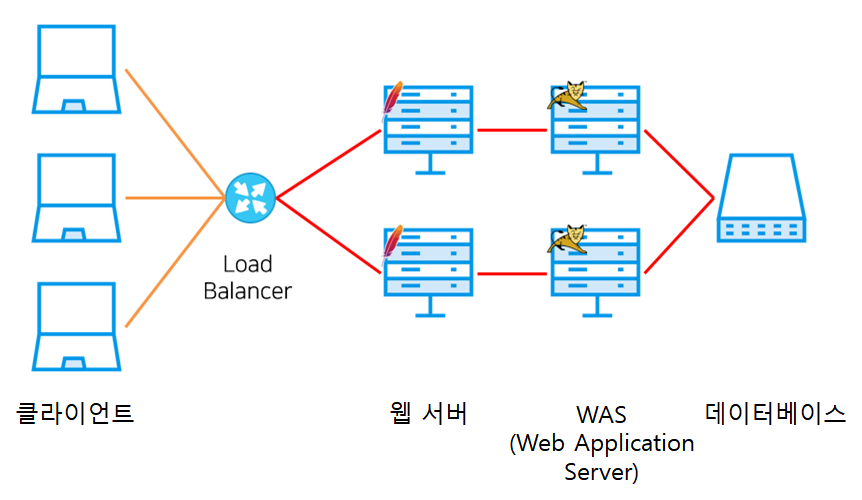 Load
Balancer
클라이언트
웹 서버
WAS
(Web Application
Server)
데이터베이스